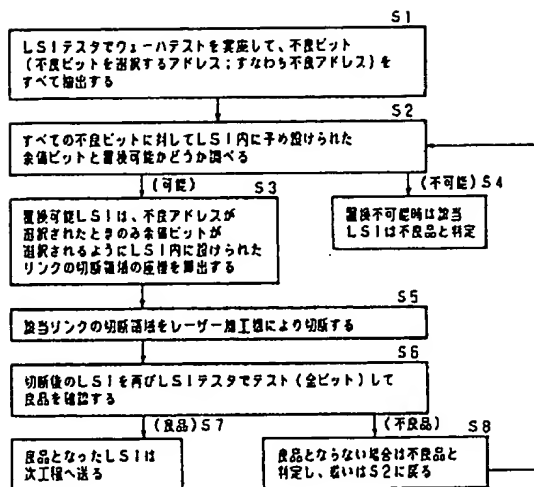 S1
LSIテスタでウェーハテストを実施して、不良ビット
(不良ビットを選択するアドレス;すなわち不良アドレス)を
すべて抽出する
S2
すべての不良ビットに対してLSI内に予め設けられた
余備ビットと置換可能かどうか調べる
(可能)
S3
(不可能)S4
置換可能LSIは、不良アドレスが
選択されたときのみ余備ビットが
選択されるようにLSI内に設けられた
リンクの切断領域の座標を算出する
置換不可能時は該当
LSIは不良品と判定
S5
該当リンクの切断領域をレーザー加工機により切断する
S6
切断後のLSIを再びLSIテスタでテスト(全ビット)して
良品を確認する
(良品)S7
(不良品)
S8
良品となったLSIは
次工程へ送る
良品とならない場合は不良品と
判定し、或いはS2に戻る